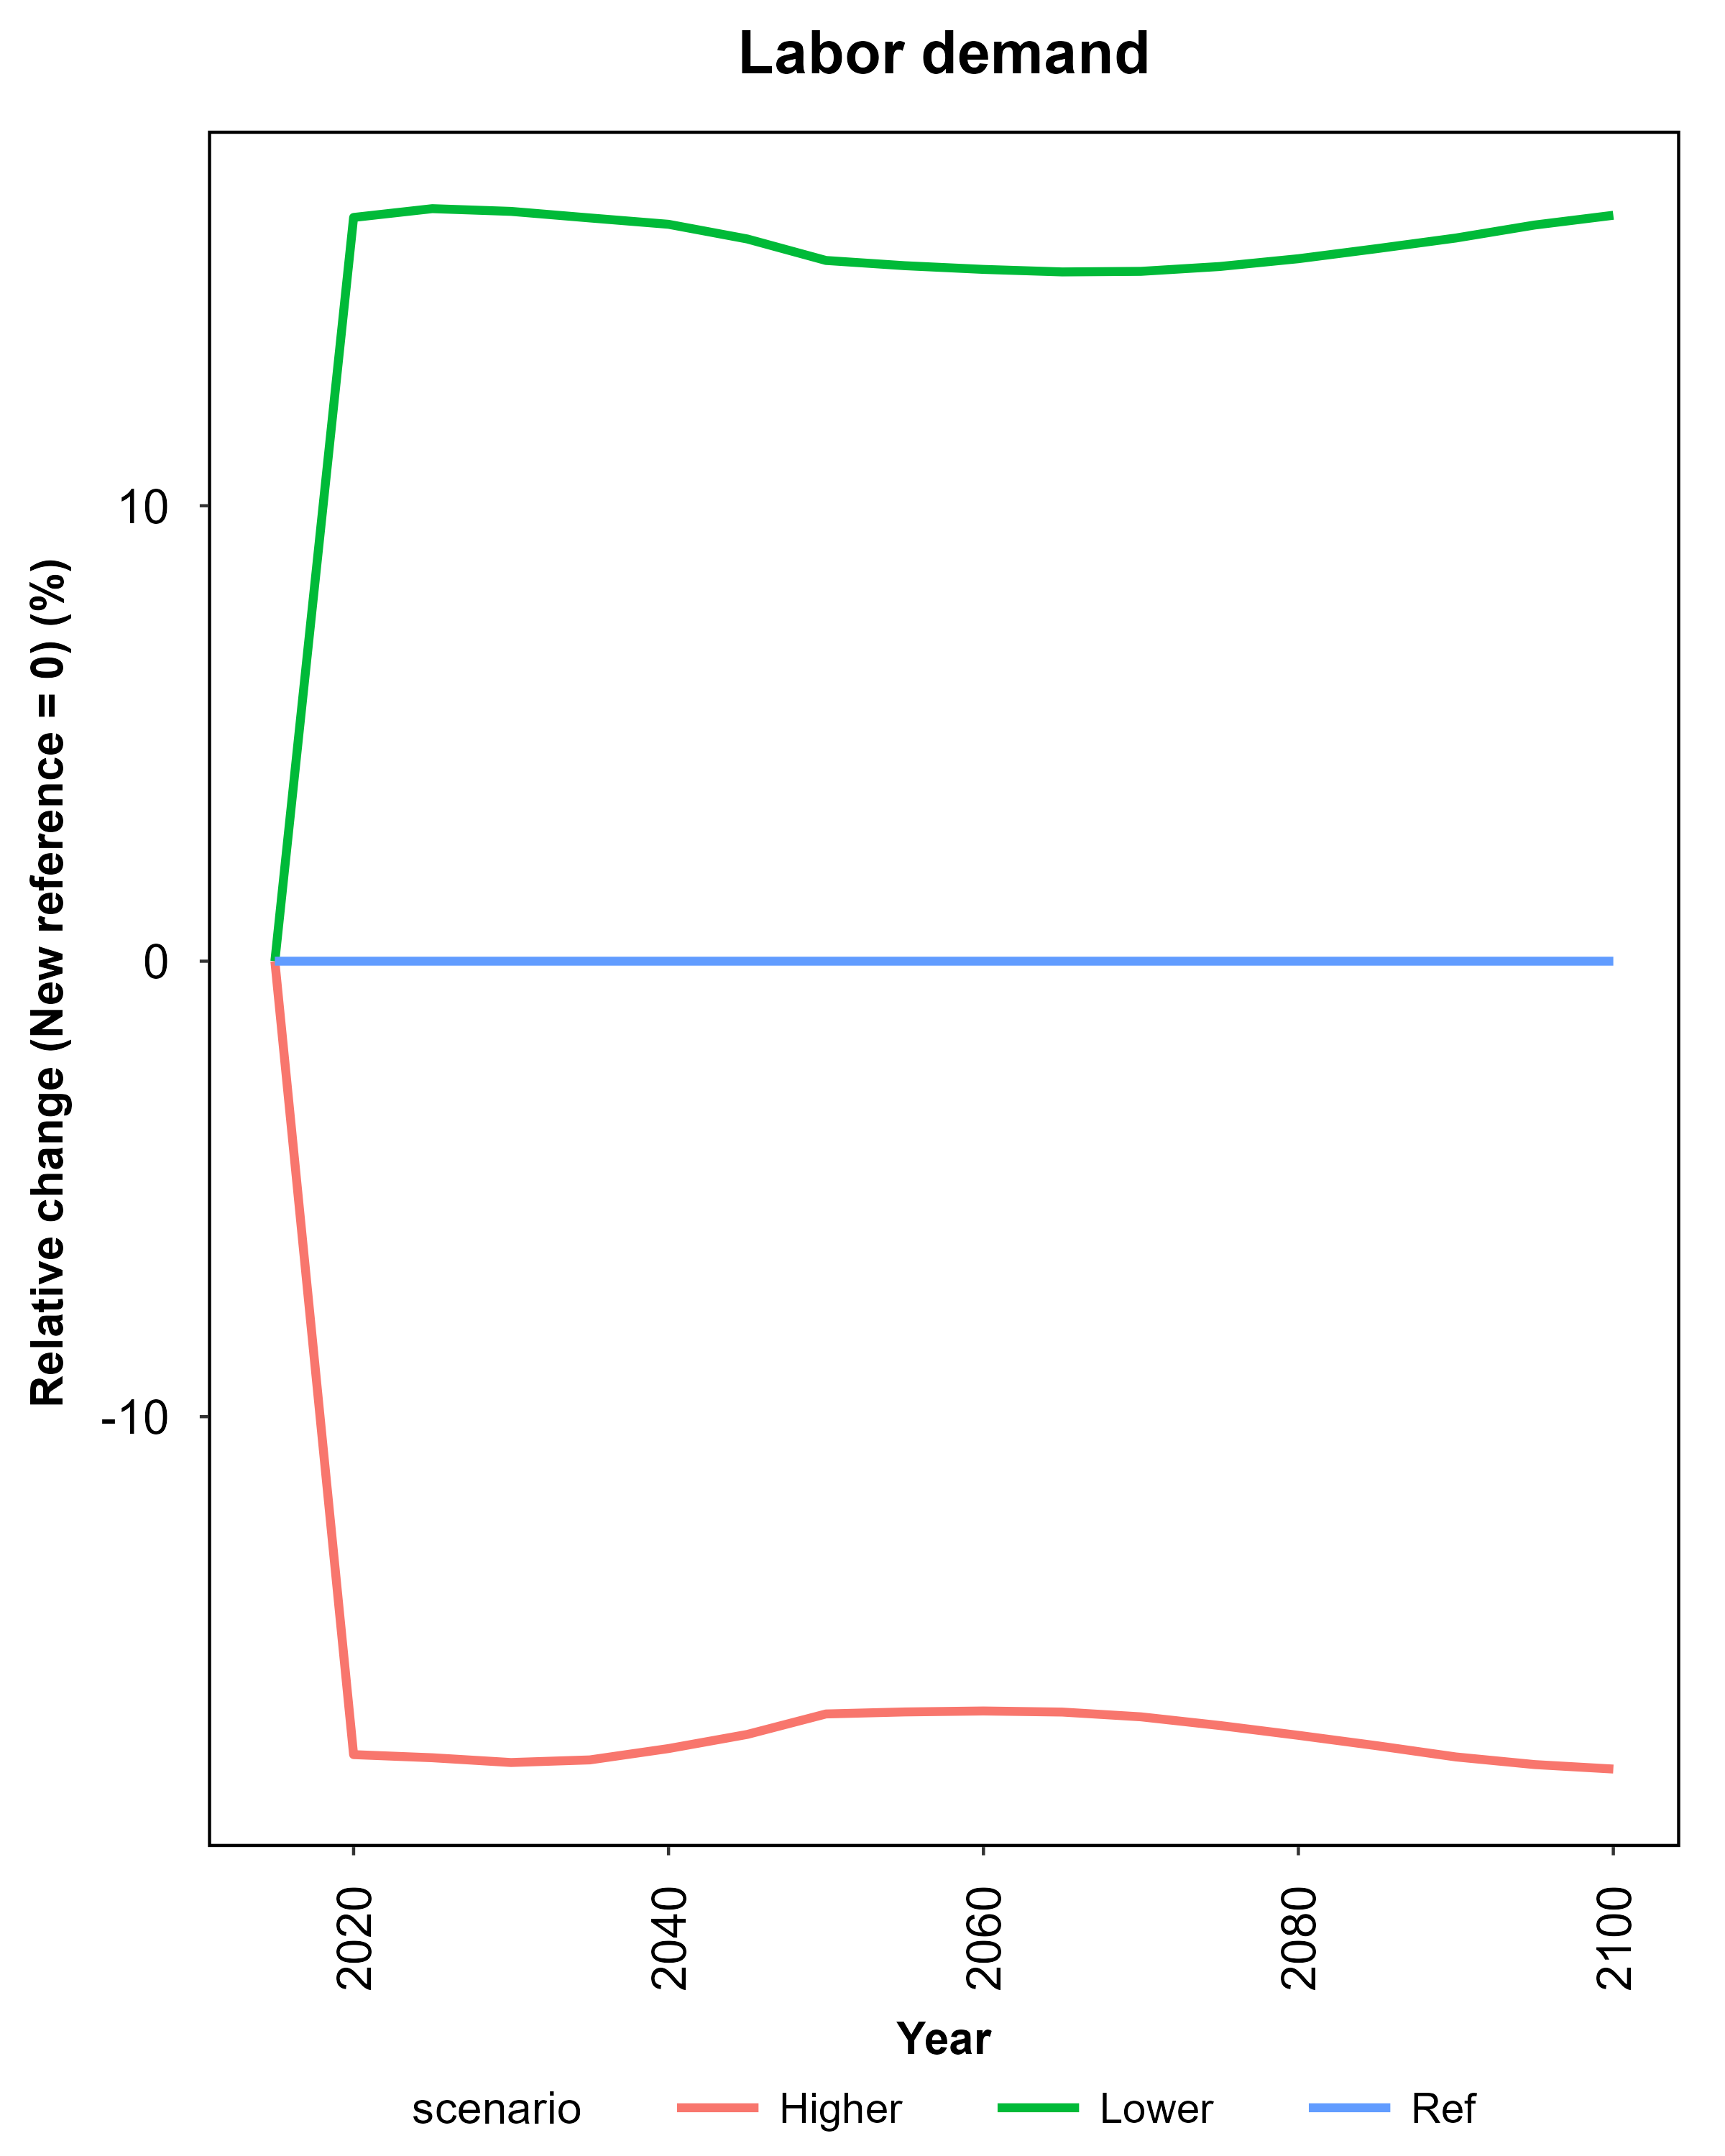 Labor demand
Relative change (New reference = 0) (%)
10
0
-10
2020
2040
2060
2080
2100
Year
scenario Higher Lower Ref